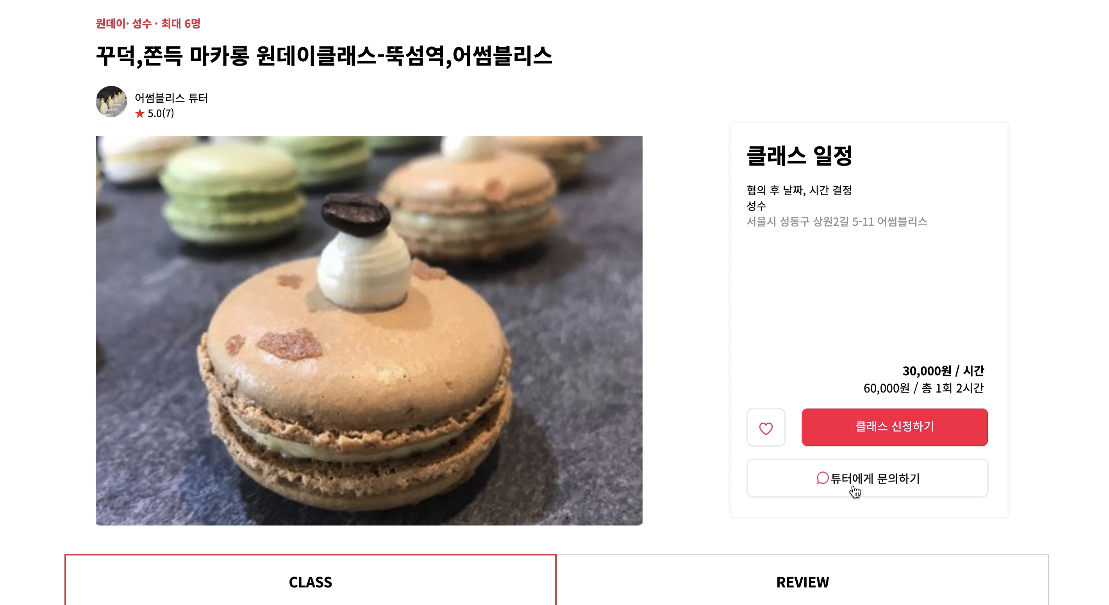 원데이· 성수 · 최대 6명
꾸덕,쫀득 마카롱 원데이클래스-뚝섬역,어썸블리스
어썸블리스 튜터
★ 5.0(7)
클래스 일정
협의 후 날짜, 시간 결정
성수
서울시 성동구 상원2길 5-11 어썸블리스
30,000원 / 시간
60,000원 / 총 1회 2시간
클래스 신청하기
튜터에게 문의하기
CLASS
REVIEW